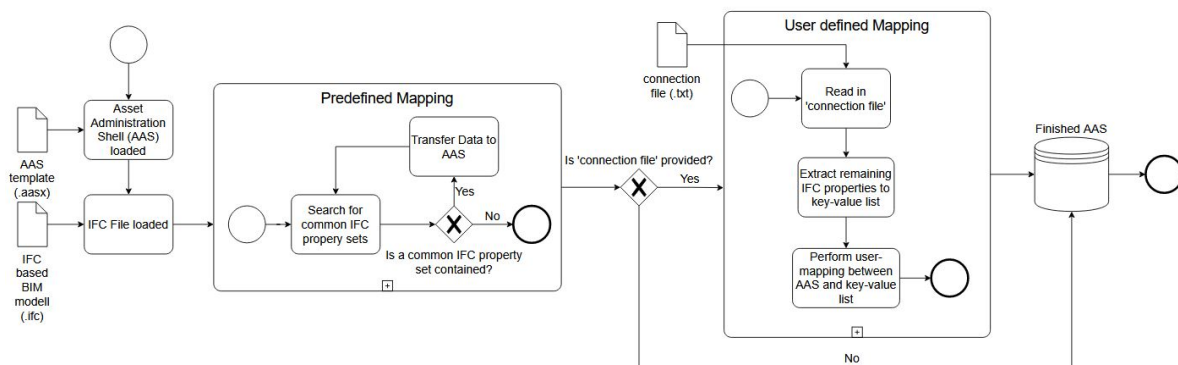 Asset
Administration
Shell (AAS)
loaded
AAS
template
(.aasx)
IFC File loaded
IFC
based
BIM
modell
(.ifc)
Predefined Mapping
Transfer Data to
AAS
Search for
common IFC
propery sets
Yes
No
Is a common IFC property
set contained?
Is 'connection file' provided?
Yes
No
connection
file (.txt)
User defined Mapping
Read in
'connection file'
Extract remaining
IFC properties to
key-value list
Perform user-
mapping between
AAS and key-value
list
Finished AAS